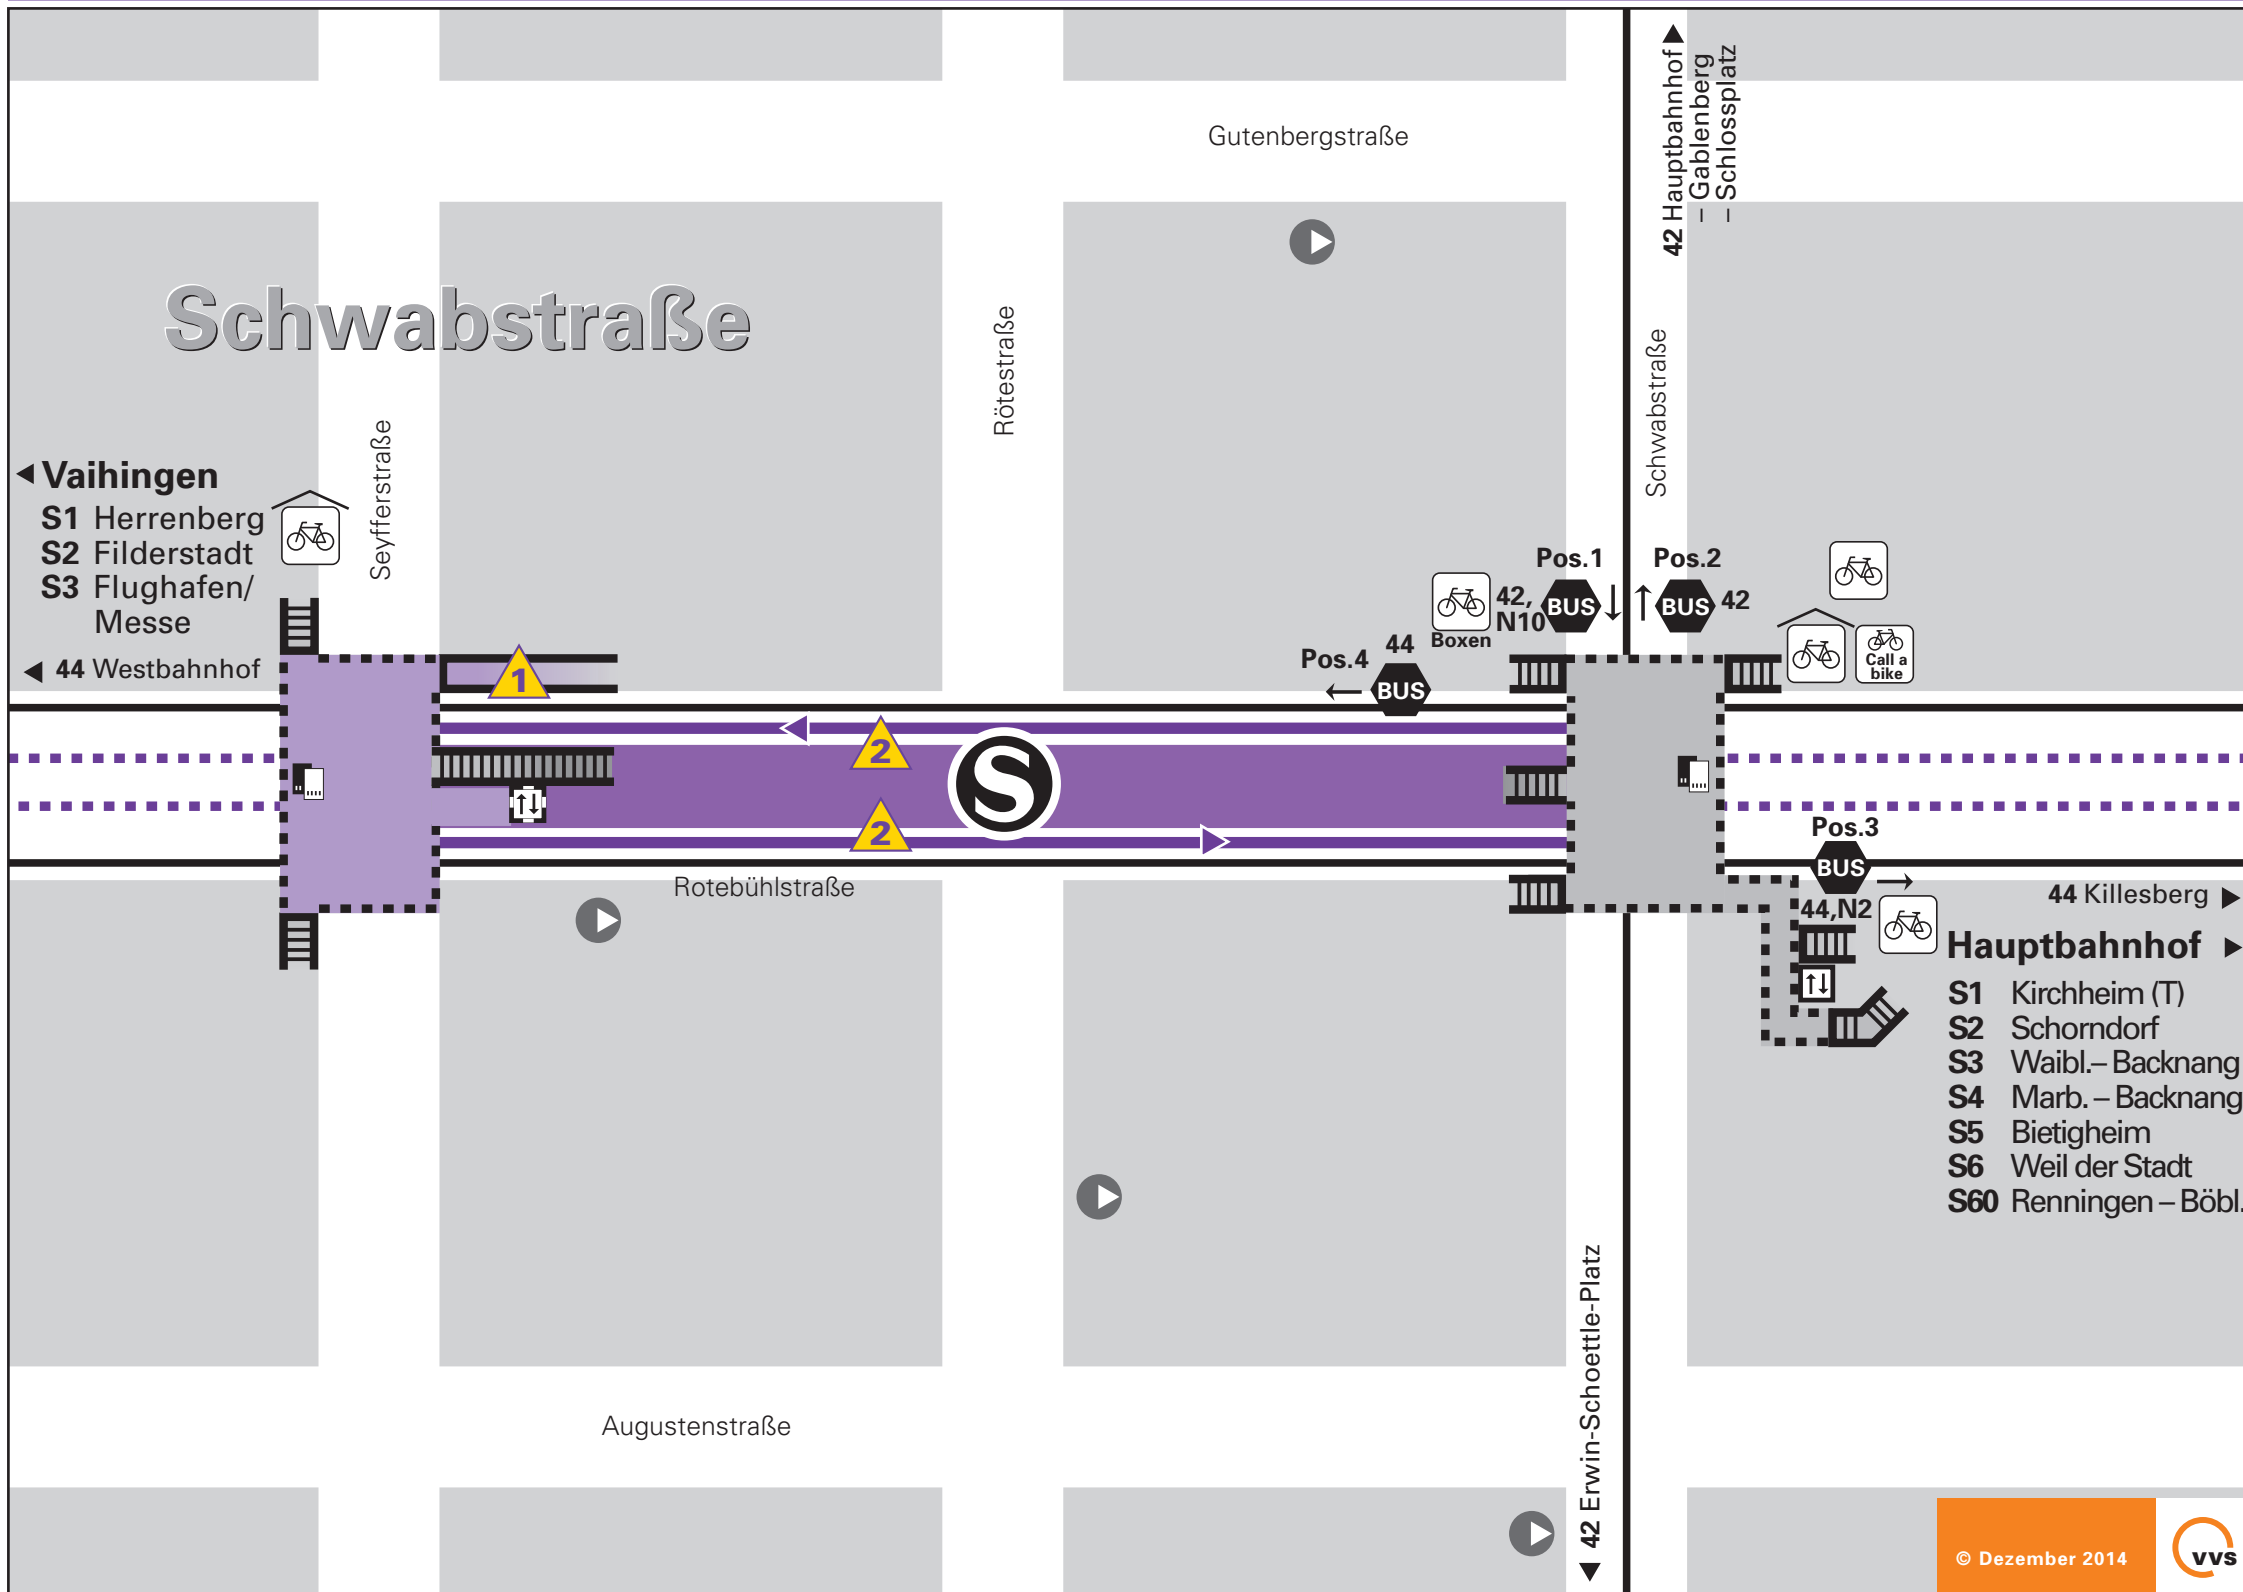 42 Hauptbahnhof
– Gablenberg
– Schlossplatz
Gutenbergstraße
Schwabstraße
Rötestraße
Schwabstraße
Seyfferstraße
Vaihingen
S1 Herrenberg
S2 Filderstadt
S3 Flughafen/
Messe
44 Westbahnhof
Pos.1
Pos.2
42,
N10
BUS
BUS
42
Boxen
Pos.4
44
BUS
Call a
bike
1
2
S
2
Pos.3
BUS
44,N2
Rotebühlstraße
44 Killesberg
Hauptbahnhof
S1 Kirchheim (T)
S2 Schorndorf
S3 Waibl.– Backnang
S4 Marb. – Backnang
S5 Bietigheim
S6 Weil der Stadt
S60 Renningen – Böbl.
42 Erwin-Schoettle-Platz
Augustenstraße
© Dezember 2014
vvs